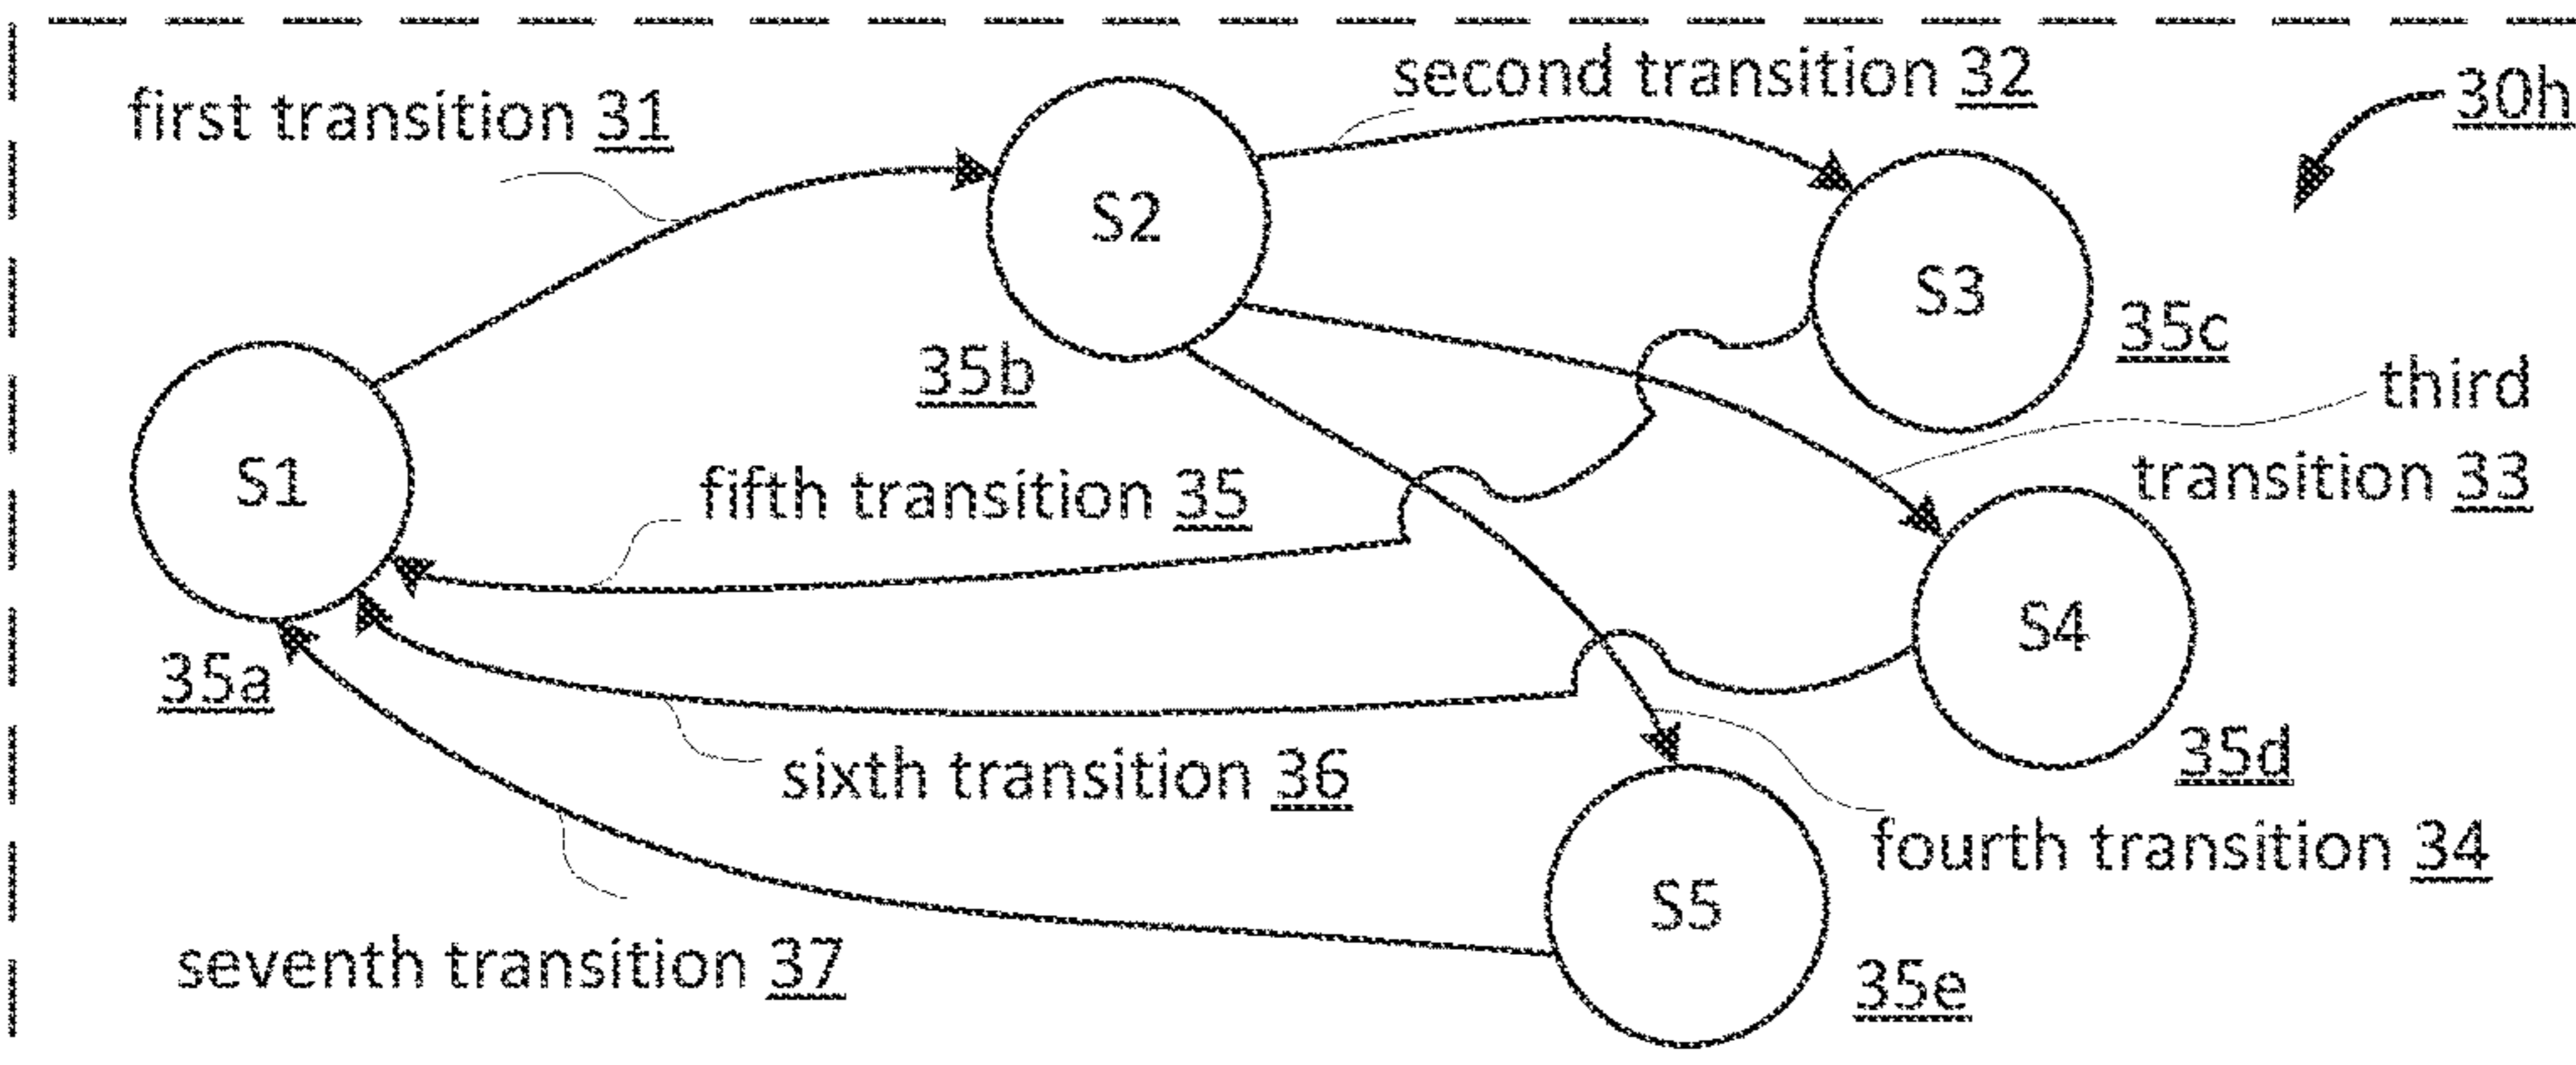 second transition 32
30h
first transition 31
S2
S3
35c
35b
third
transition 33
S1
fifth transition 35
S4
35a
35d
sixth transition 36
fourth transition 34
S5
seventh transition 37
35e